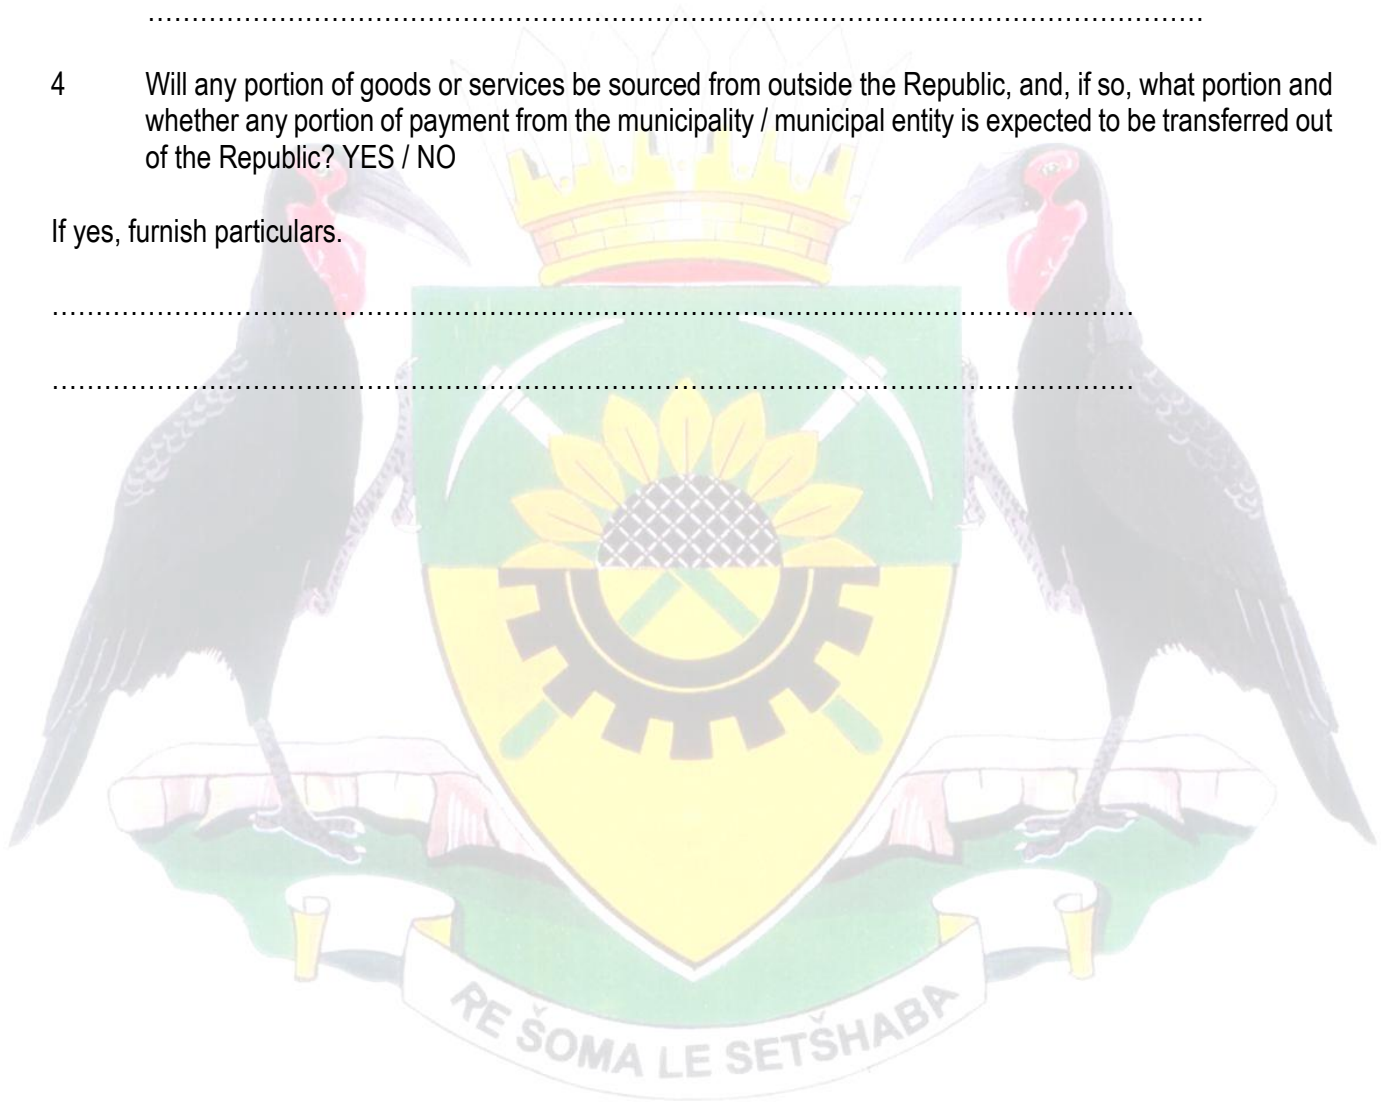 ……………………………………………………………………………………………………………
4 Will any portion of goods or services be sourced from outside the Republic, and, if so, what portion and
whether any portion of payment from the municipality / municipal entity is expected to be transferred out
of the Republic? YES / NO
If yes, furnish particulars.
………………………………………………………………………………………………………………
………………………………………………………………………………………………………………
RE ŠOMA LE SETŠHABA